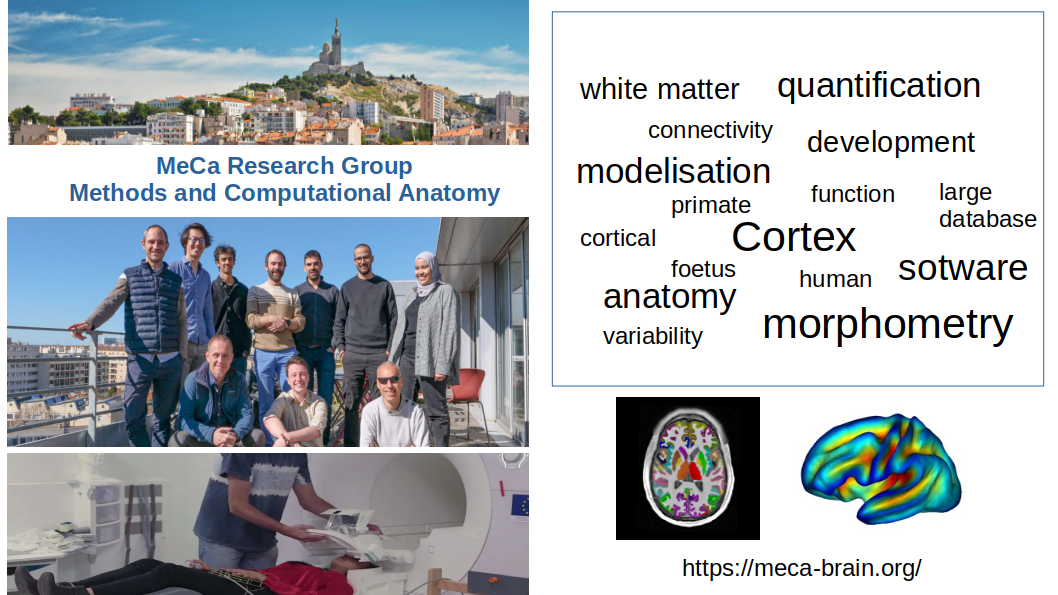 MeCa Research Group
Methods and Computational Anatomy
white matter
quantification
connectivity
development
modelisation
function
large
database
primate
cortical
Cortex
foetus
human
sotware
anatomy
variability
morphometry
https://meca-brain.org/